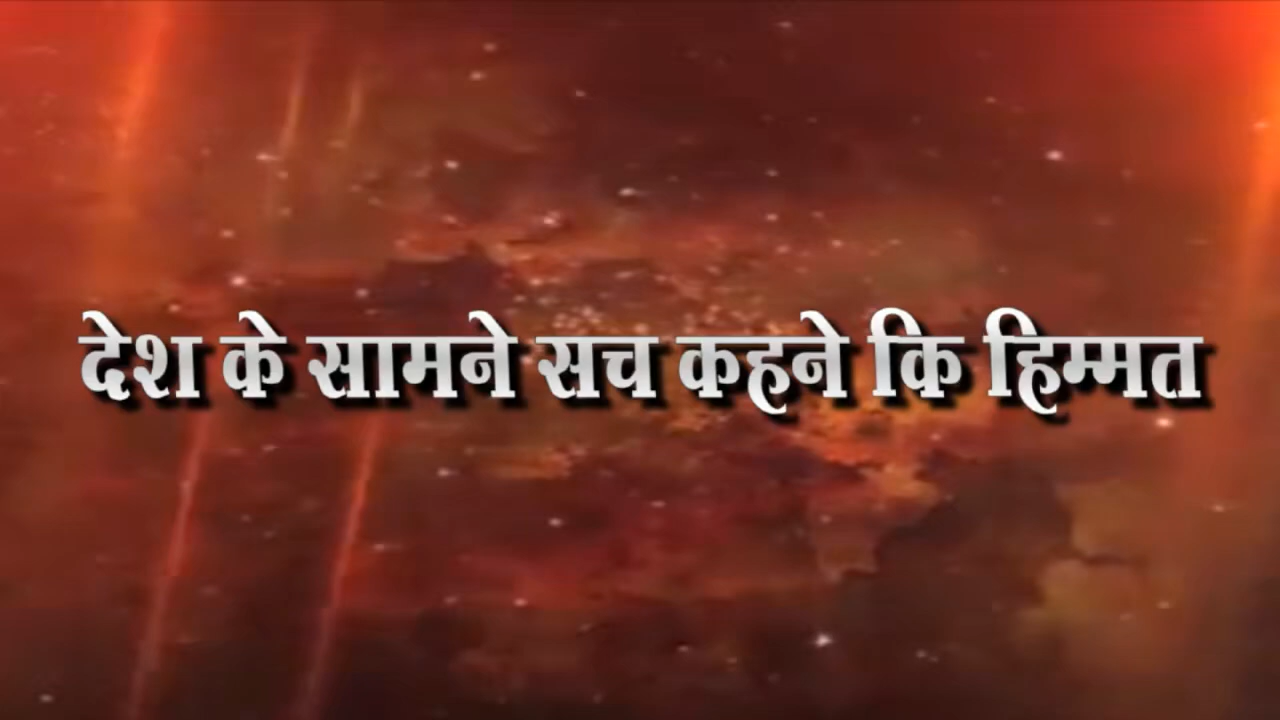 देश के सामने सच कहने कि हिम्मत